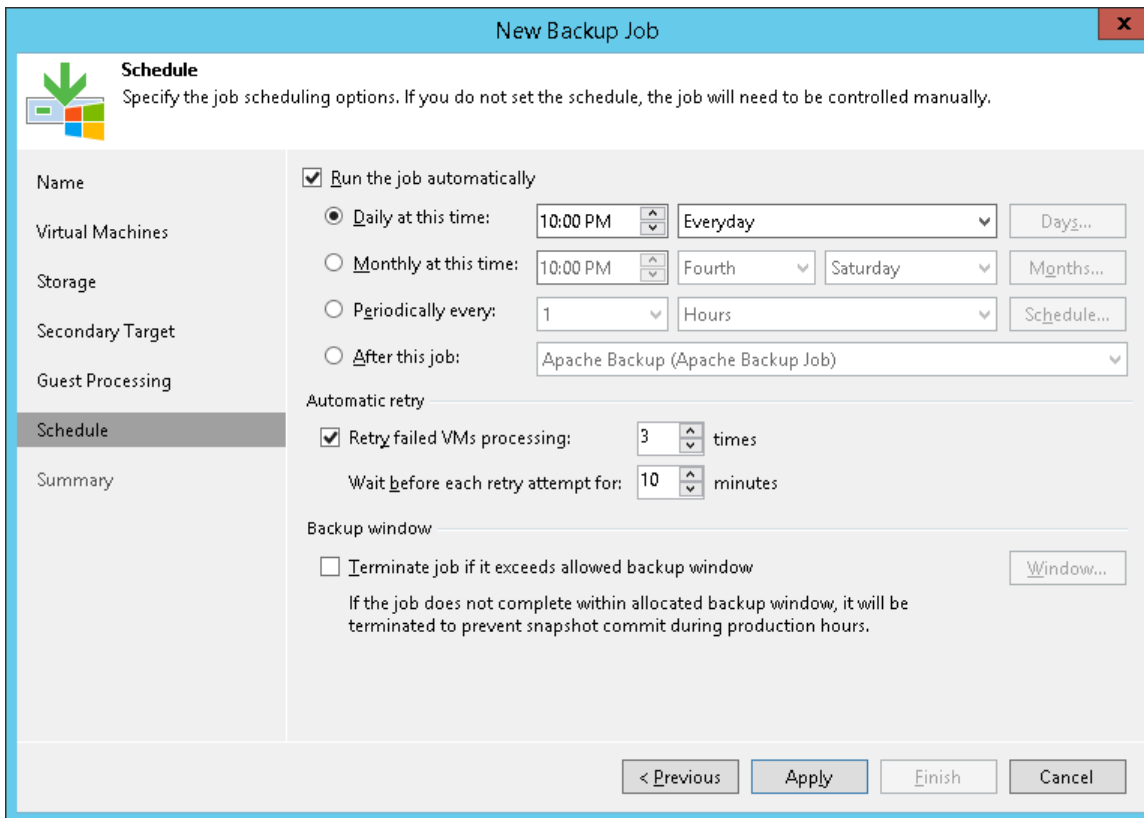 New Backup Job
x
Schedule
Specify the job scheduling options. If you do not set the schedule, the job will need to be controlled manually.
Name
Virtual Machines
Storage
Secondary Target
Guest Processing
Schedule
Summary
Run the job automatically
Daily at this time: 10:00 PM Everyday Days...
Monthly at this time: 10:00 PM Fourth Saturday Months...
Periodically every: 1 Hours Schedule...
After this job: Apache Backup (Apache Backup Job)
Automatic retry
Retry failed VMs processing: 3 times
Wait before each retry attempt for: 10 minutes
Backup window
Terminate job if it exceeds allowed backup window Window...
If the job does not complete within allocated backup window, it will be
terminated to prevent snapshot commit during production hours.
< Previous Apply Finish Cancel